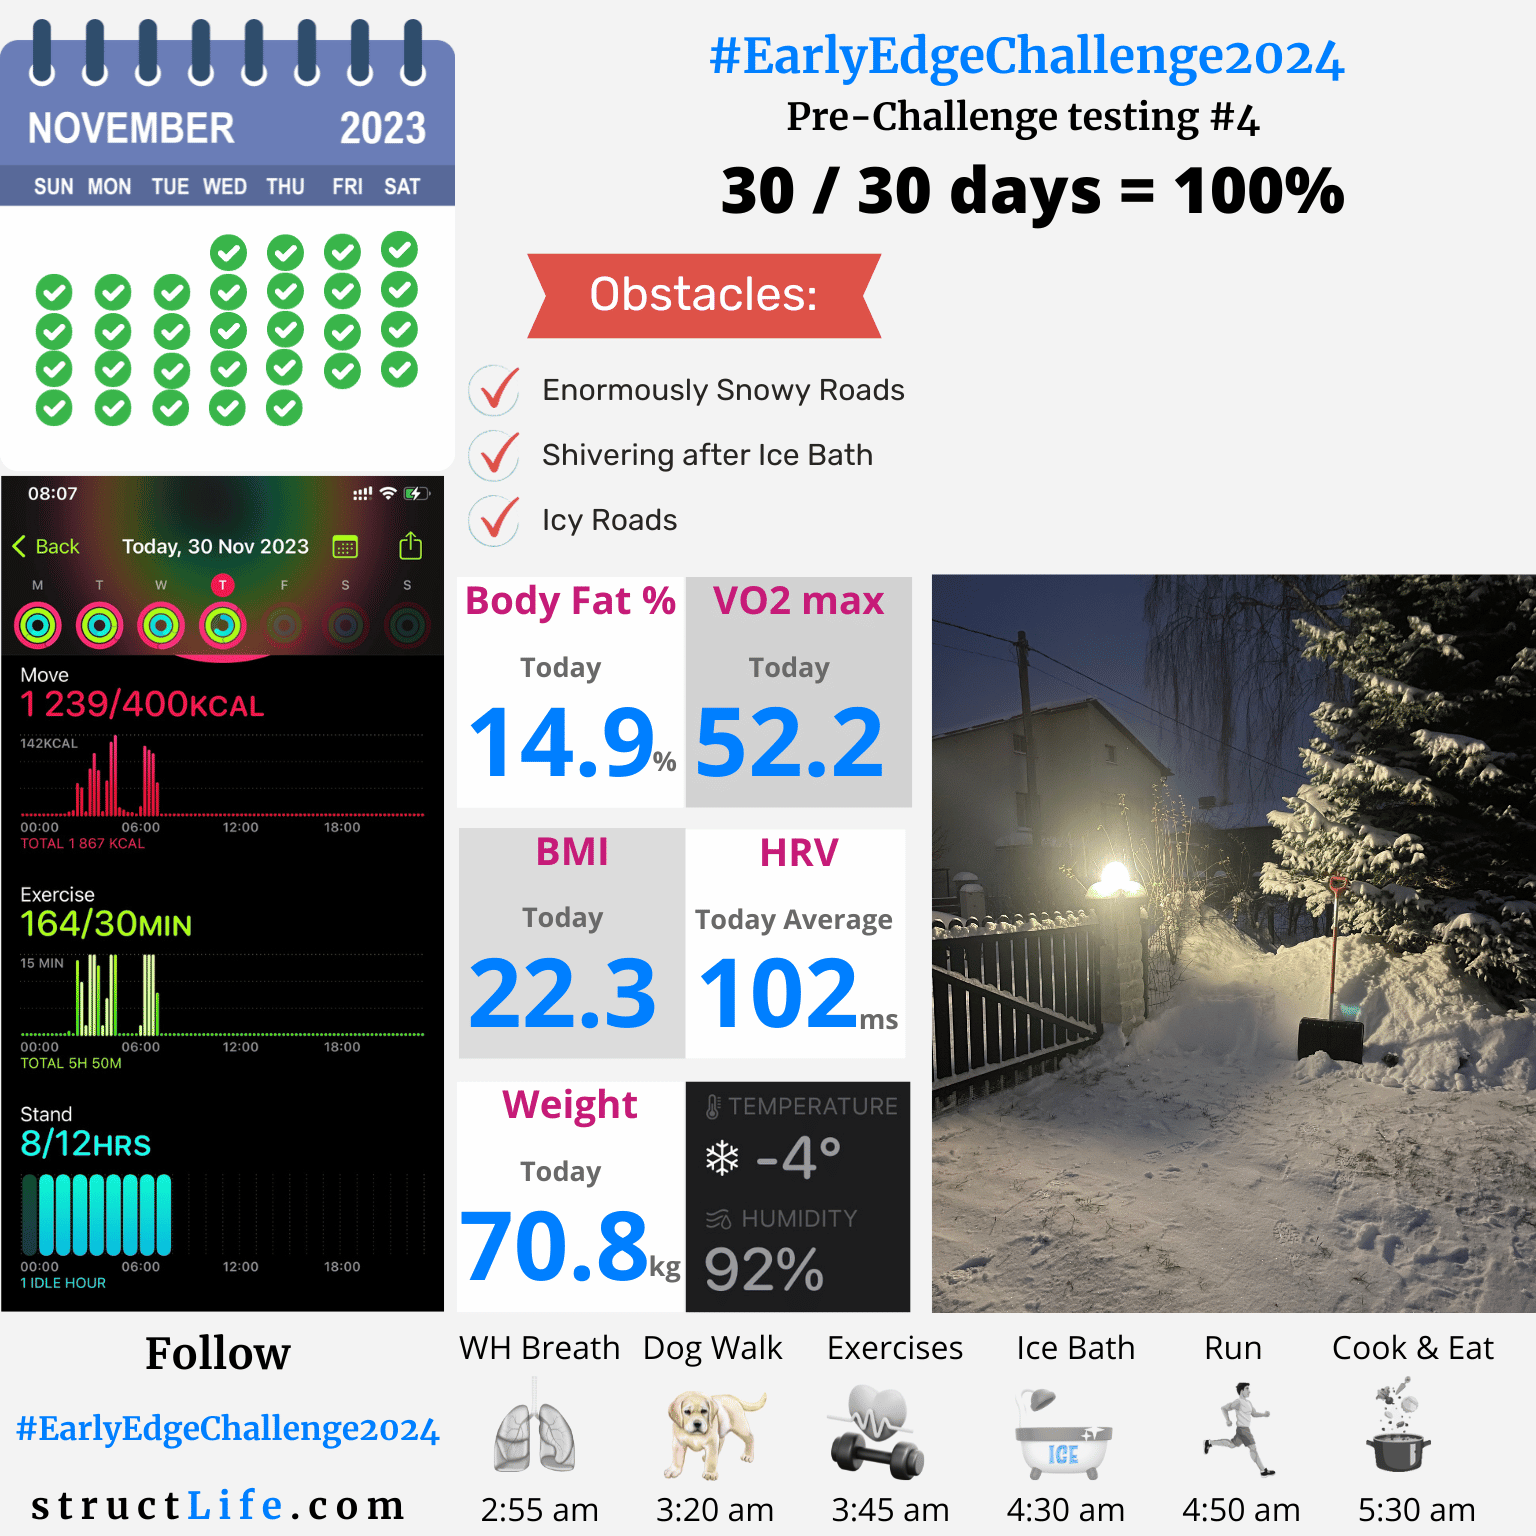 NOVEMBER 2023
SUN MON TUE WED THU FRI SAT
#EarlyEdgeChallenge2024
Pre-Challenge testing #4
30 / 30 days = 100%
Obstacles:
Enormously Snowy Roads
Shivering after Ice Bath
Icy Roads
08:07
Back Today, 30 Nov 2023
M T W T F S S
Move
1 239/400KCAL
142KCAL
00:00 06:00 12:00 18:00
TOTAL 1 867 KCAL
Exercise
164/30MIN
15 MIN
00:00 06:00 12:00 18:00
TOTAL 5H 50M
Stand
8/12HRS
00:00 06:00 12:00 18:00
1 IDLE HOUR
Body Fat %
Today
14.9%
VO2 max
Today
52.2
BMI
Today
22.3
HRV
Today Average
102ms
Weight
Today
70.8kg
TEMPERATURE
-4°
HUMIDITY
92%
Follow
#EarlyEdgeChallenge2024
structLife.com
WH Breath Dog Walk Exercises Ice Bath Run Cook & Eat
ICE
2:55 am 3:20 am 3:45 am 4:30 am 4:50 am 5:30 am